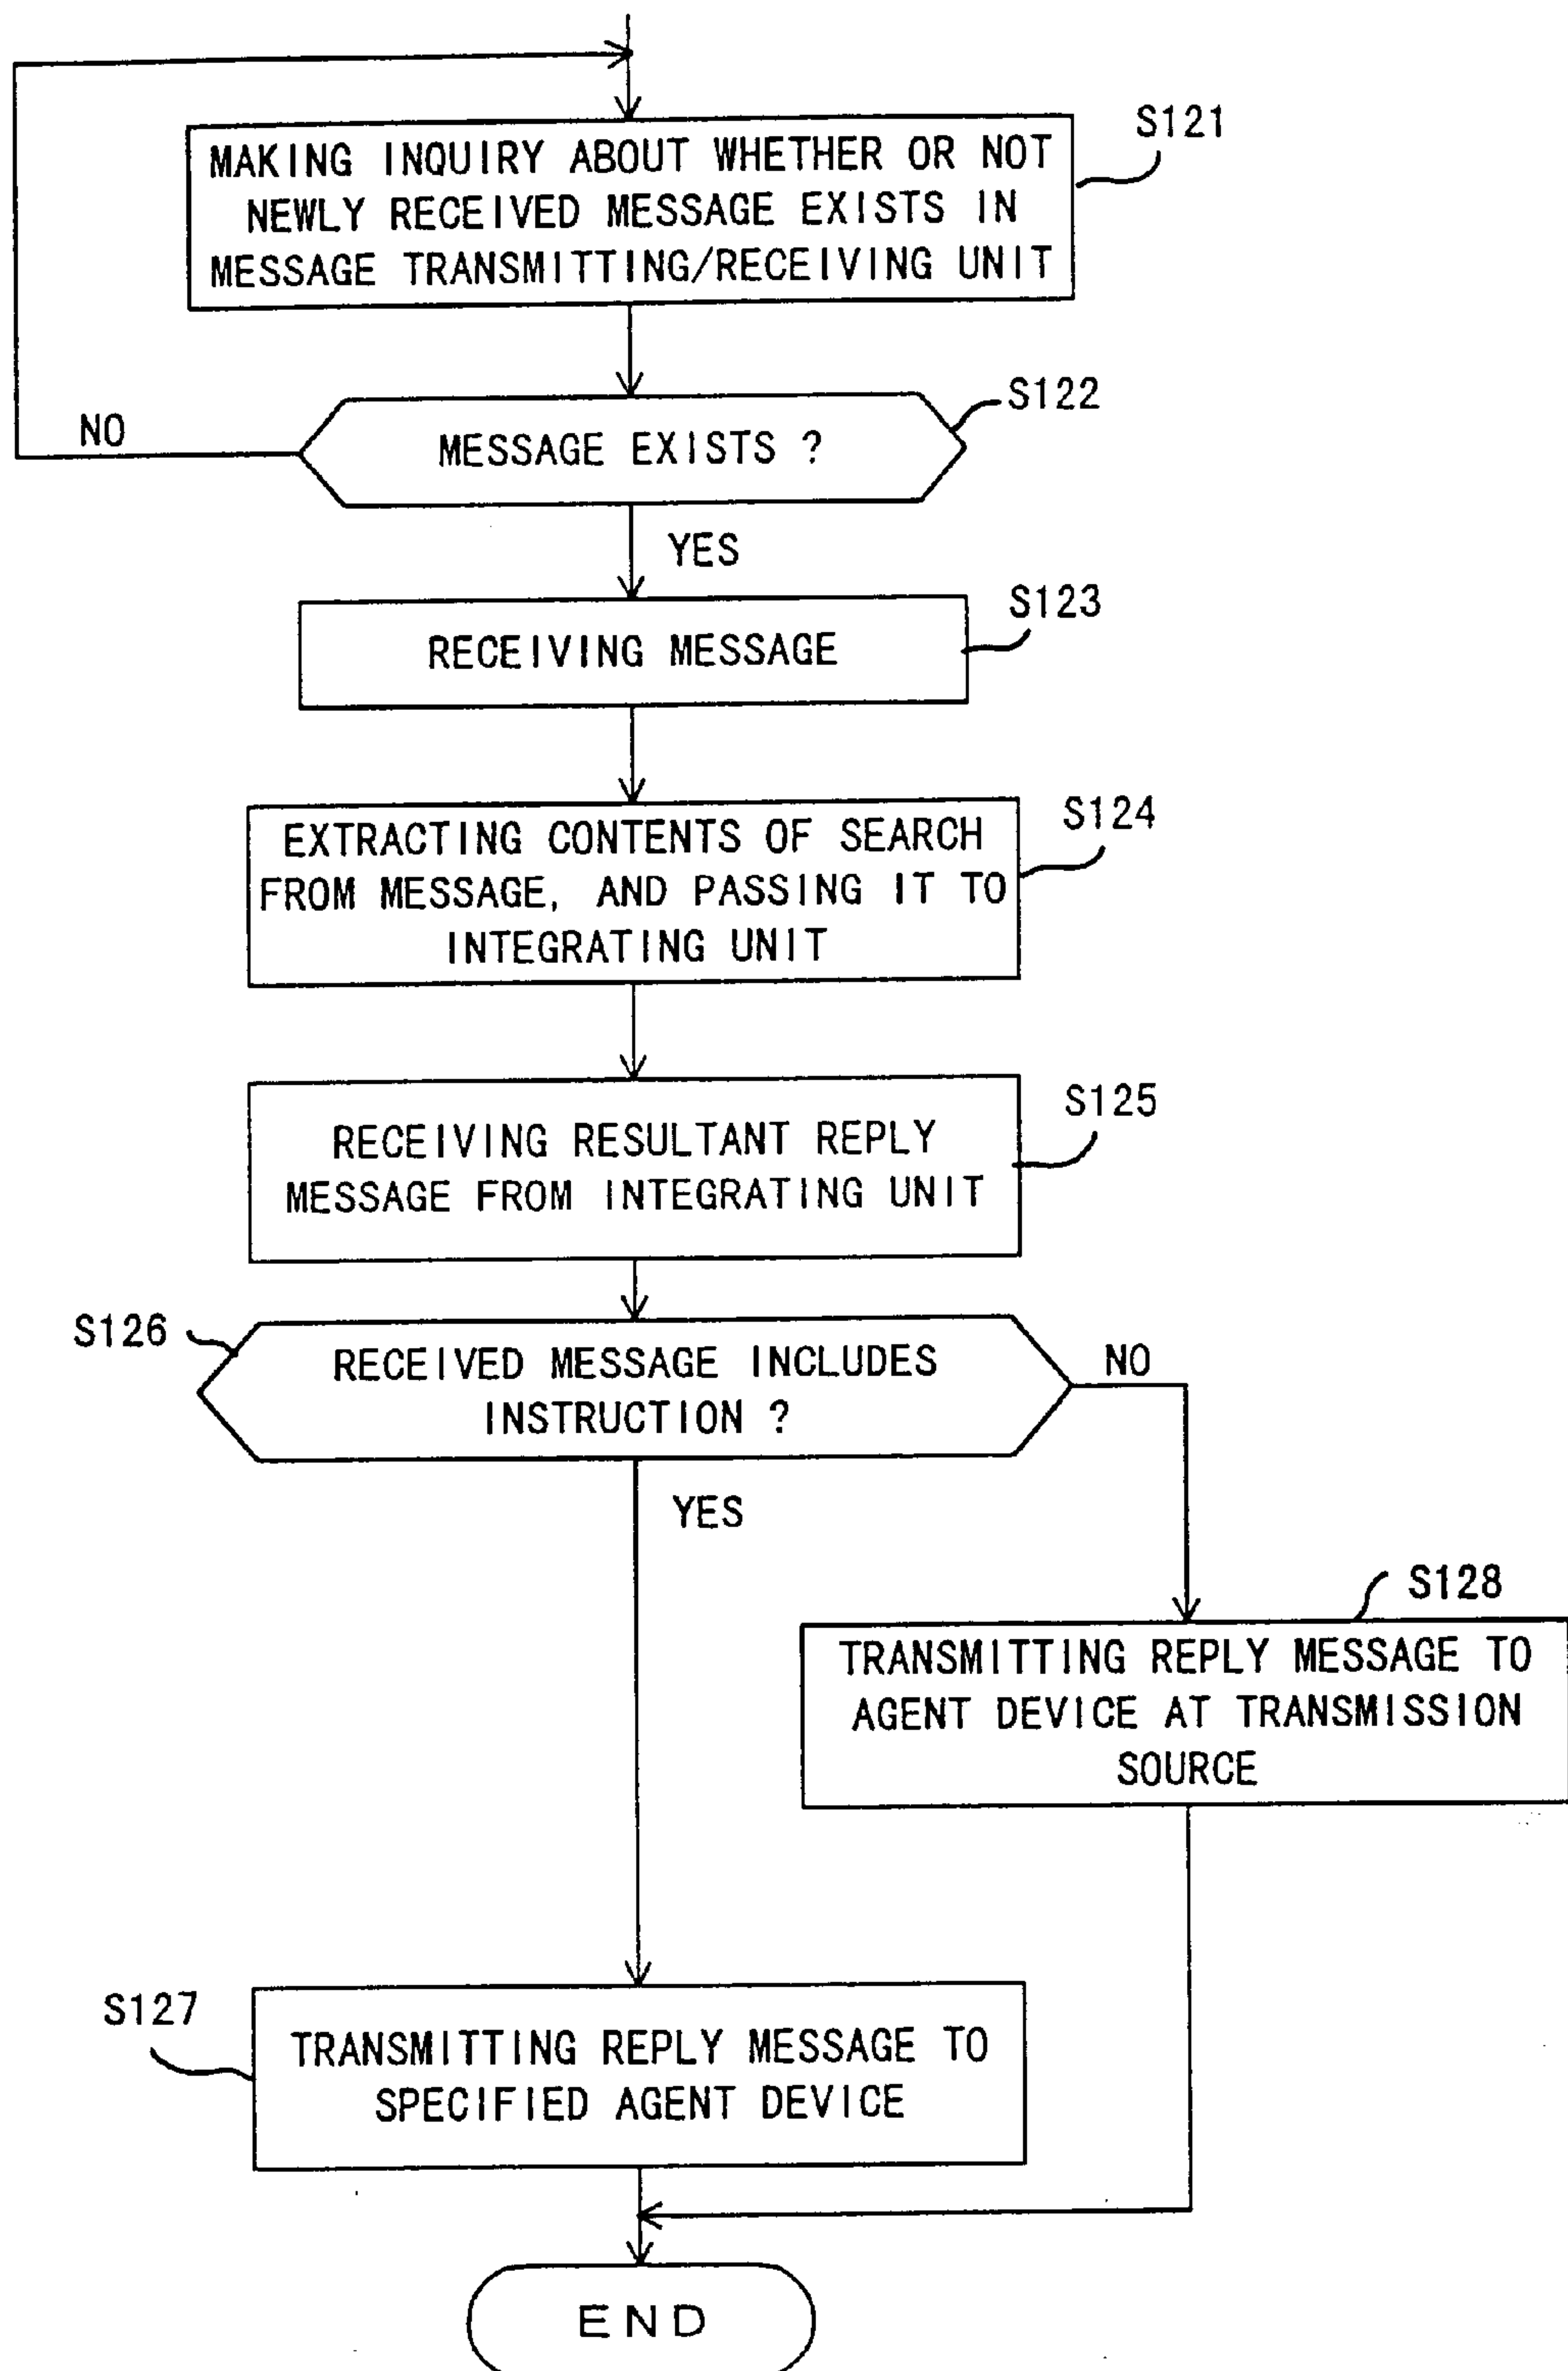 S121
MAKING INQUIRY ABOUT WHETHER OR NOT
NEWLY RECEIVED MESSAGE EXISTS IN
MESSAGE TRANSMITTING/RECEIVING UNIT
S122
NO
MESSAGE EXISTS ?
YES
S123
RECEIVING MESSAGE
S124
EXTRACTING CONTENTS OF SEARCH
FROM MESSAGE, AND PASSING IT TO
INTEGRATING UNIT
S125
RECEIVING RESULTANT REPLY
MESSAGE FROM INTEGRATING UNIT
S126
RECEIVED MESSAGE INCLUDES
INSTRUCTION ?
NO
YES
S128
TRANSMITTING REPLY MESSAGE TO
AGENT DEVICE AT TRANSMISSION
SOURCE
S127
TRANSMITTING REPLY MESSAGE TO
SPECIFIED AGENT DEVICE
END